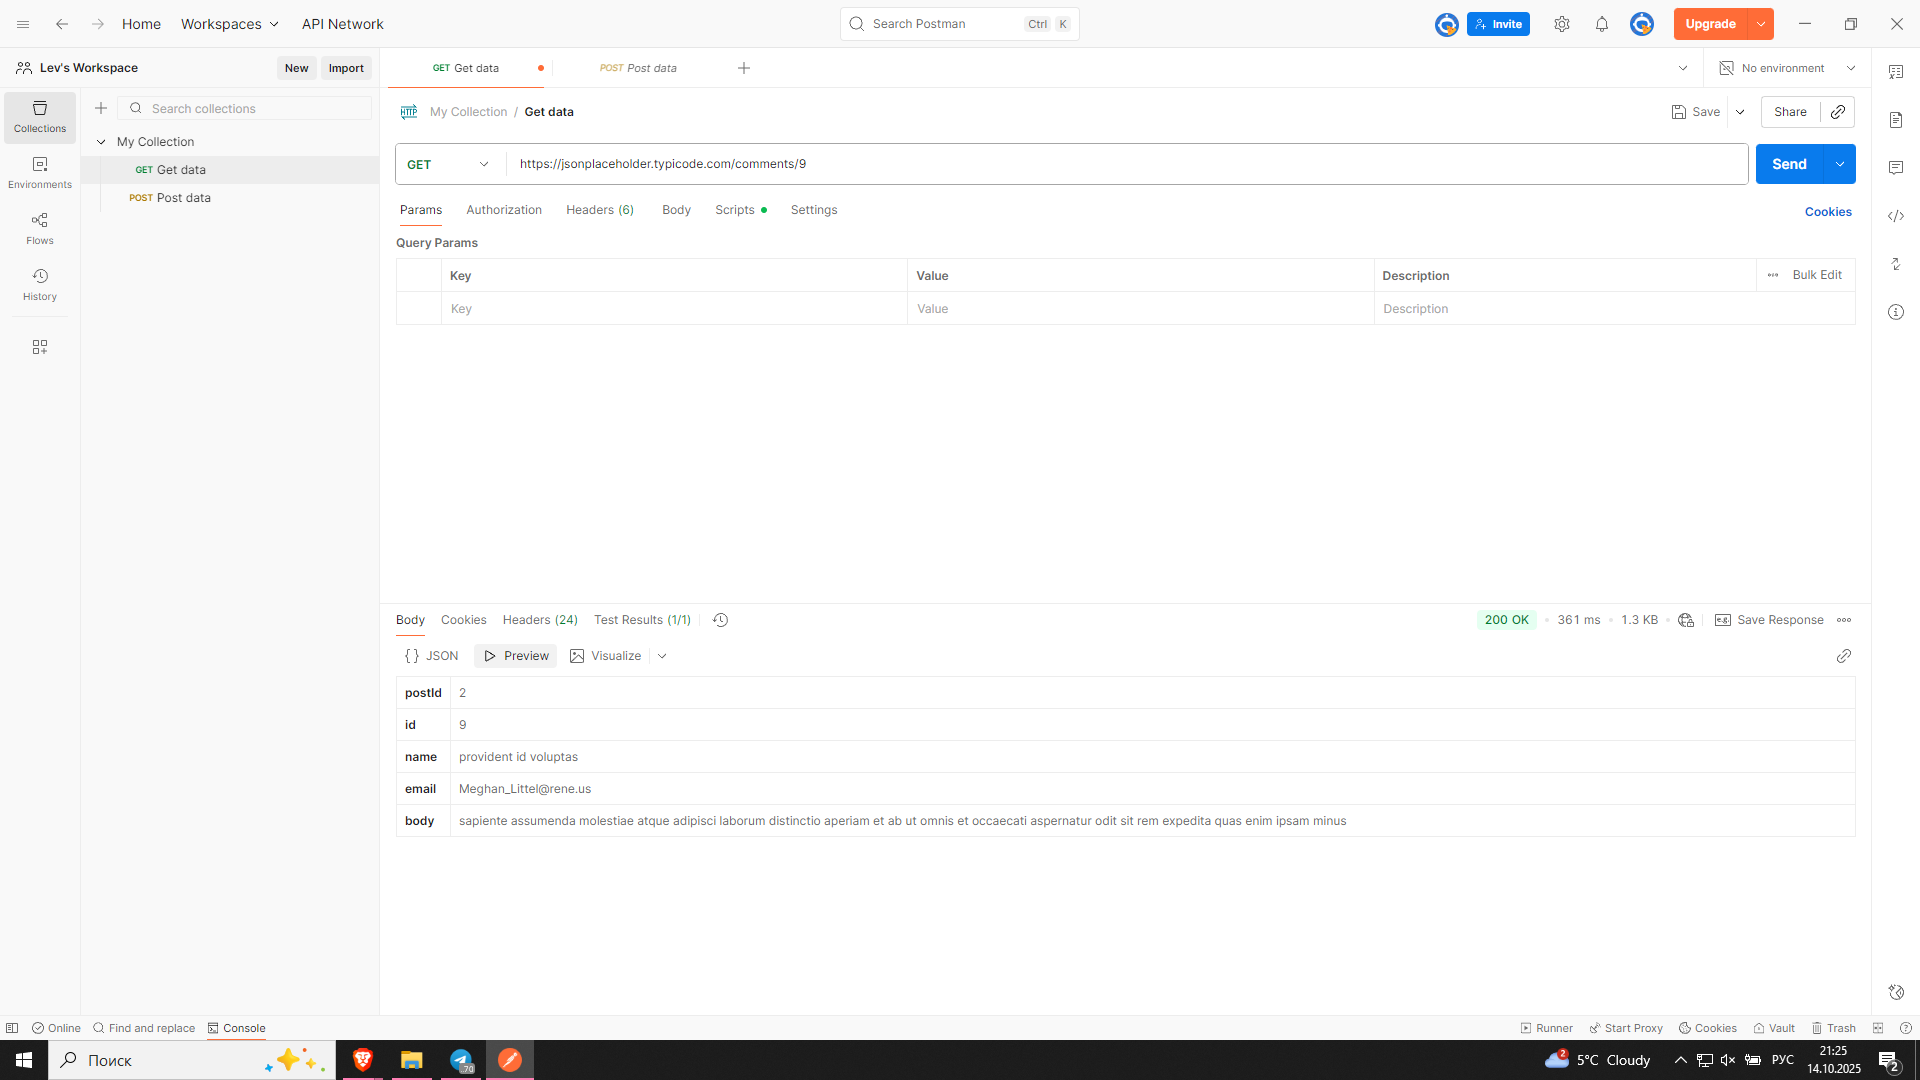 Home Workspaces API Network Search Postman Ctrl K Invite Upgrade
Lev's Workspace New Import GET Get data POST Post data No environment
Collections
Environments
Flows
History
Search collections
My Collection
GET Get data
POST Post data
HTTP My Collection / Get data Save Share
GET https://jsonplaceholder.typicode.com/comments/9 Send
Params Authorization Headers (6) Body Scripts Settings Cookies
Query Params
Key Value Description Bulk Edit
Key Value Description
Body Cookies Headers (24) Test Results (1/1) 200 OK 361 ms 1.3 KB e.g. Save Response
{} JSON Preview Visualize
postId 2
id 9
name provident id voluptas
email Meghan_Littel@rene.us
body sapiente assumenda molestiae atque adipisci laborum distinctio aperiam et ab ut omnis et occaecati aspernatur odit sit rem expedita quas enim ipsam minus
Online Find and replace Console Runner Start Proxy Cookies Vault Trash
Поиск 70 2 5°C Cloudy РУС 21:25
14.10.2025 2